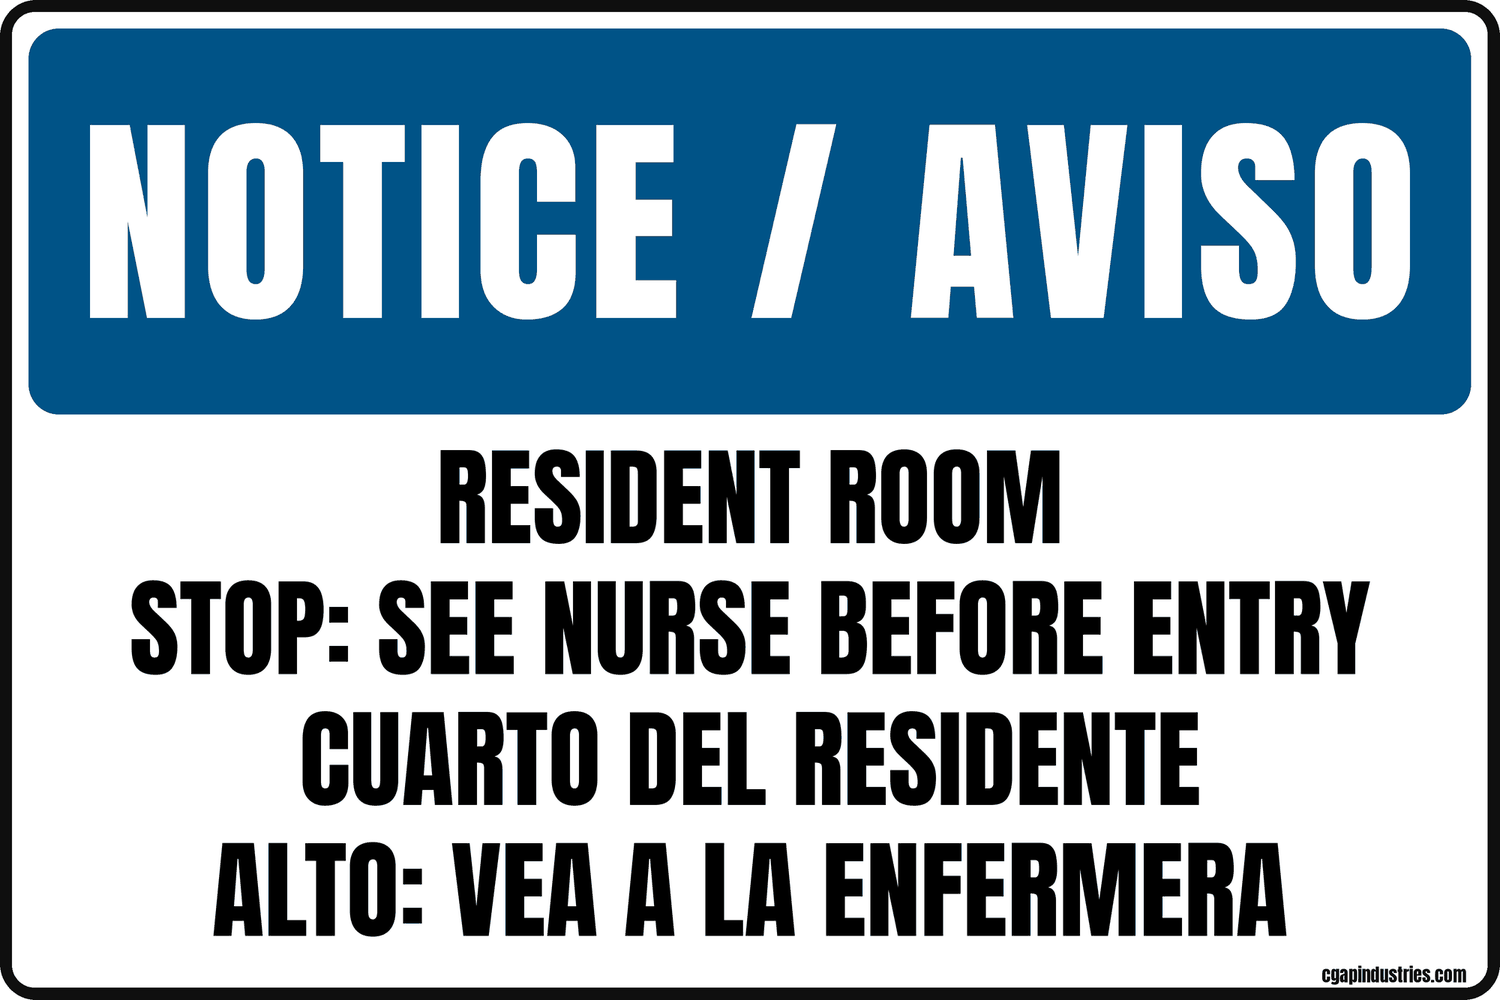 NOTICE / AVISO
RESIDENT ROOM
STOP: SEE NURSE BEFORE ENTRY
CUARTO DEL RESIDENTE
ALTO: VEA A LA ENFERMERA
cgapindustries.com